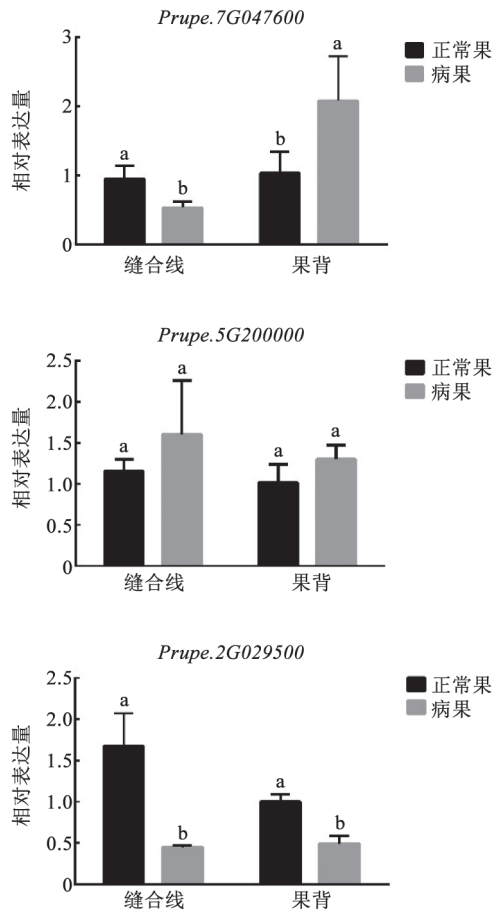 Prupe.7G047600
3
2
1
0
相对表达量
a
b
b
a
缝合线
果背
正常果
病果
Prupe.5G200000
2.5
2.0
1.5
1.0
0.5
0
相对表达量
a
a
a
a
缝合线
果背
正常果
病果
Prupe.2G029500
2.5
2.0
1.5
1.0
0.5
0
相对表达量
a
b
a
b
缝合线
果背
正常果
病果